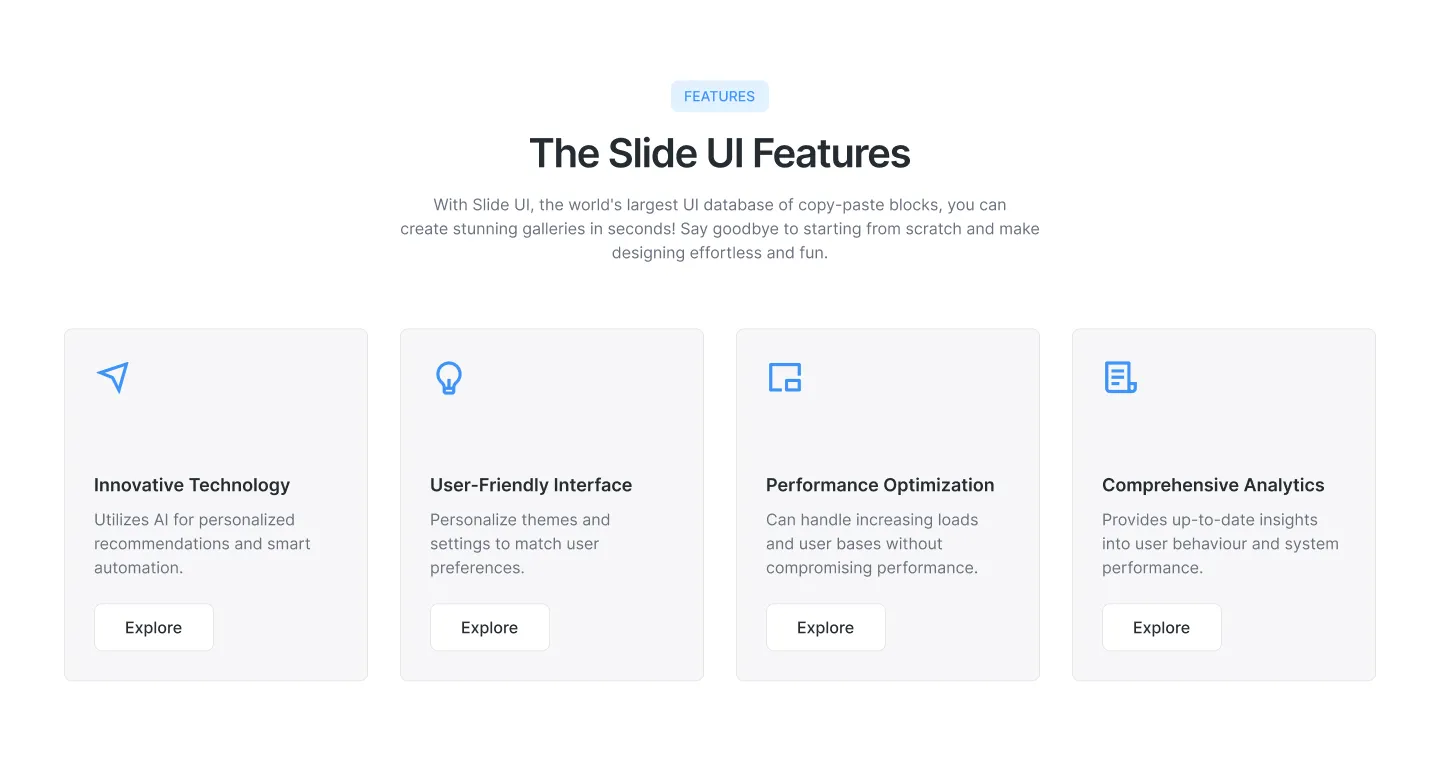 FEATURES
The Slide UI Features
With Slide UI, the world's largest UI database of copy-paste blocks, you can
create stunning galleries in seconds! Say goodbye to starting from scratch and make
designing effortless and fun.
Innovative Technology
Utilizes AI for personalized
recommendations and smart
automation.
Explore
User-Friendly Interface
Personalize themes and
settings to match user
preferences.
Explore
Performance Optimization
Can handle increasing loads
and user bases without
compromising performance.
Explore
Comprehensive Analytics
Provides up-to-date insights
into user behaviour and system
performance.
Explore